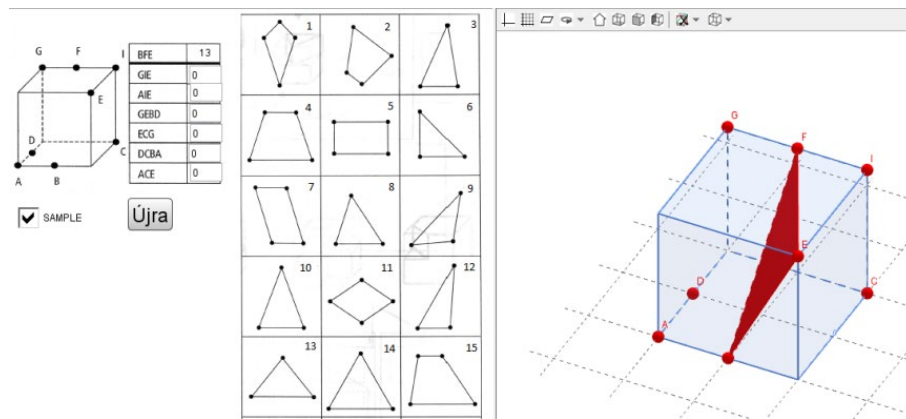 G F I
E
D
C
A B
BFE 13
GIE 0
AIE 0
GEBD 0
ECG 0
DCBA 0
ACE 0
SAMPLE
Újra
1 2 3
4 5 6
7 8 9
10 11 12
13 14 15
G
F
I
E
D
C
A